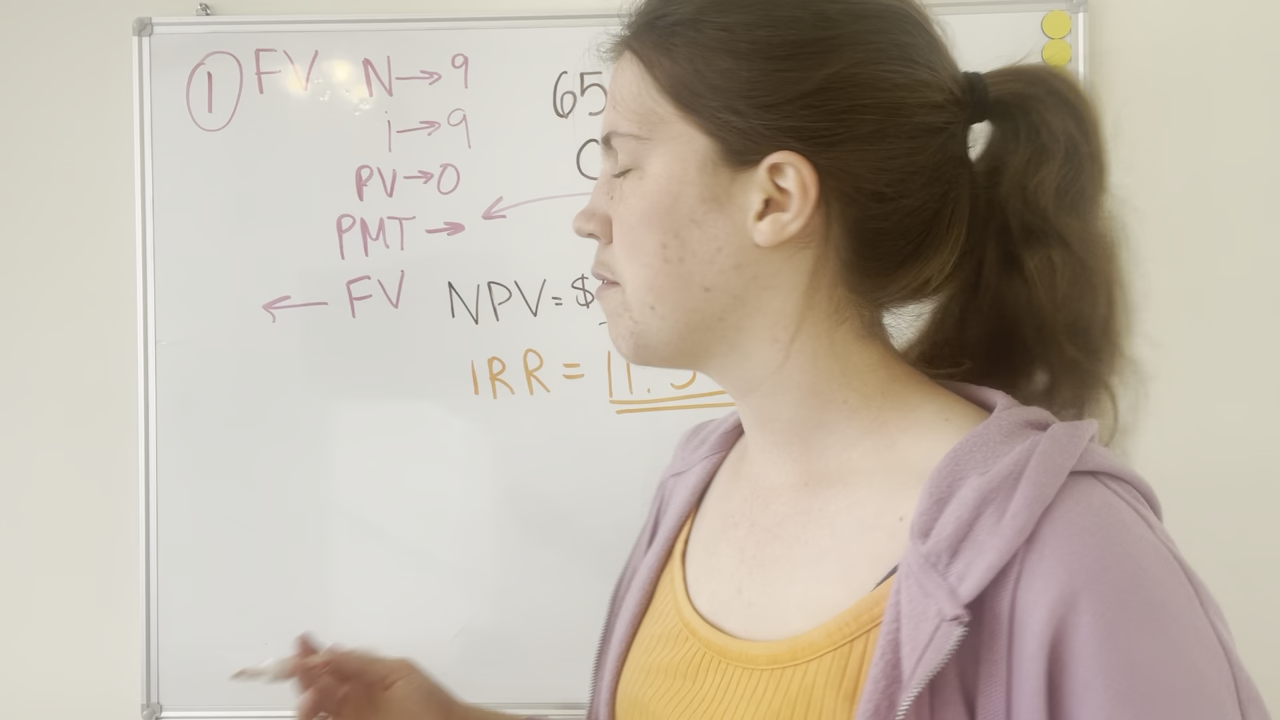 ① FV N→9
65
i→9
C
PV→0
PMT→
←FV
NPV=$
IRR = 11.5